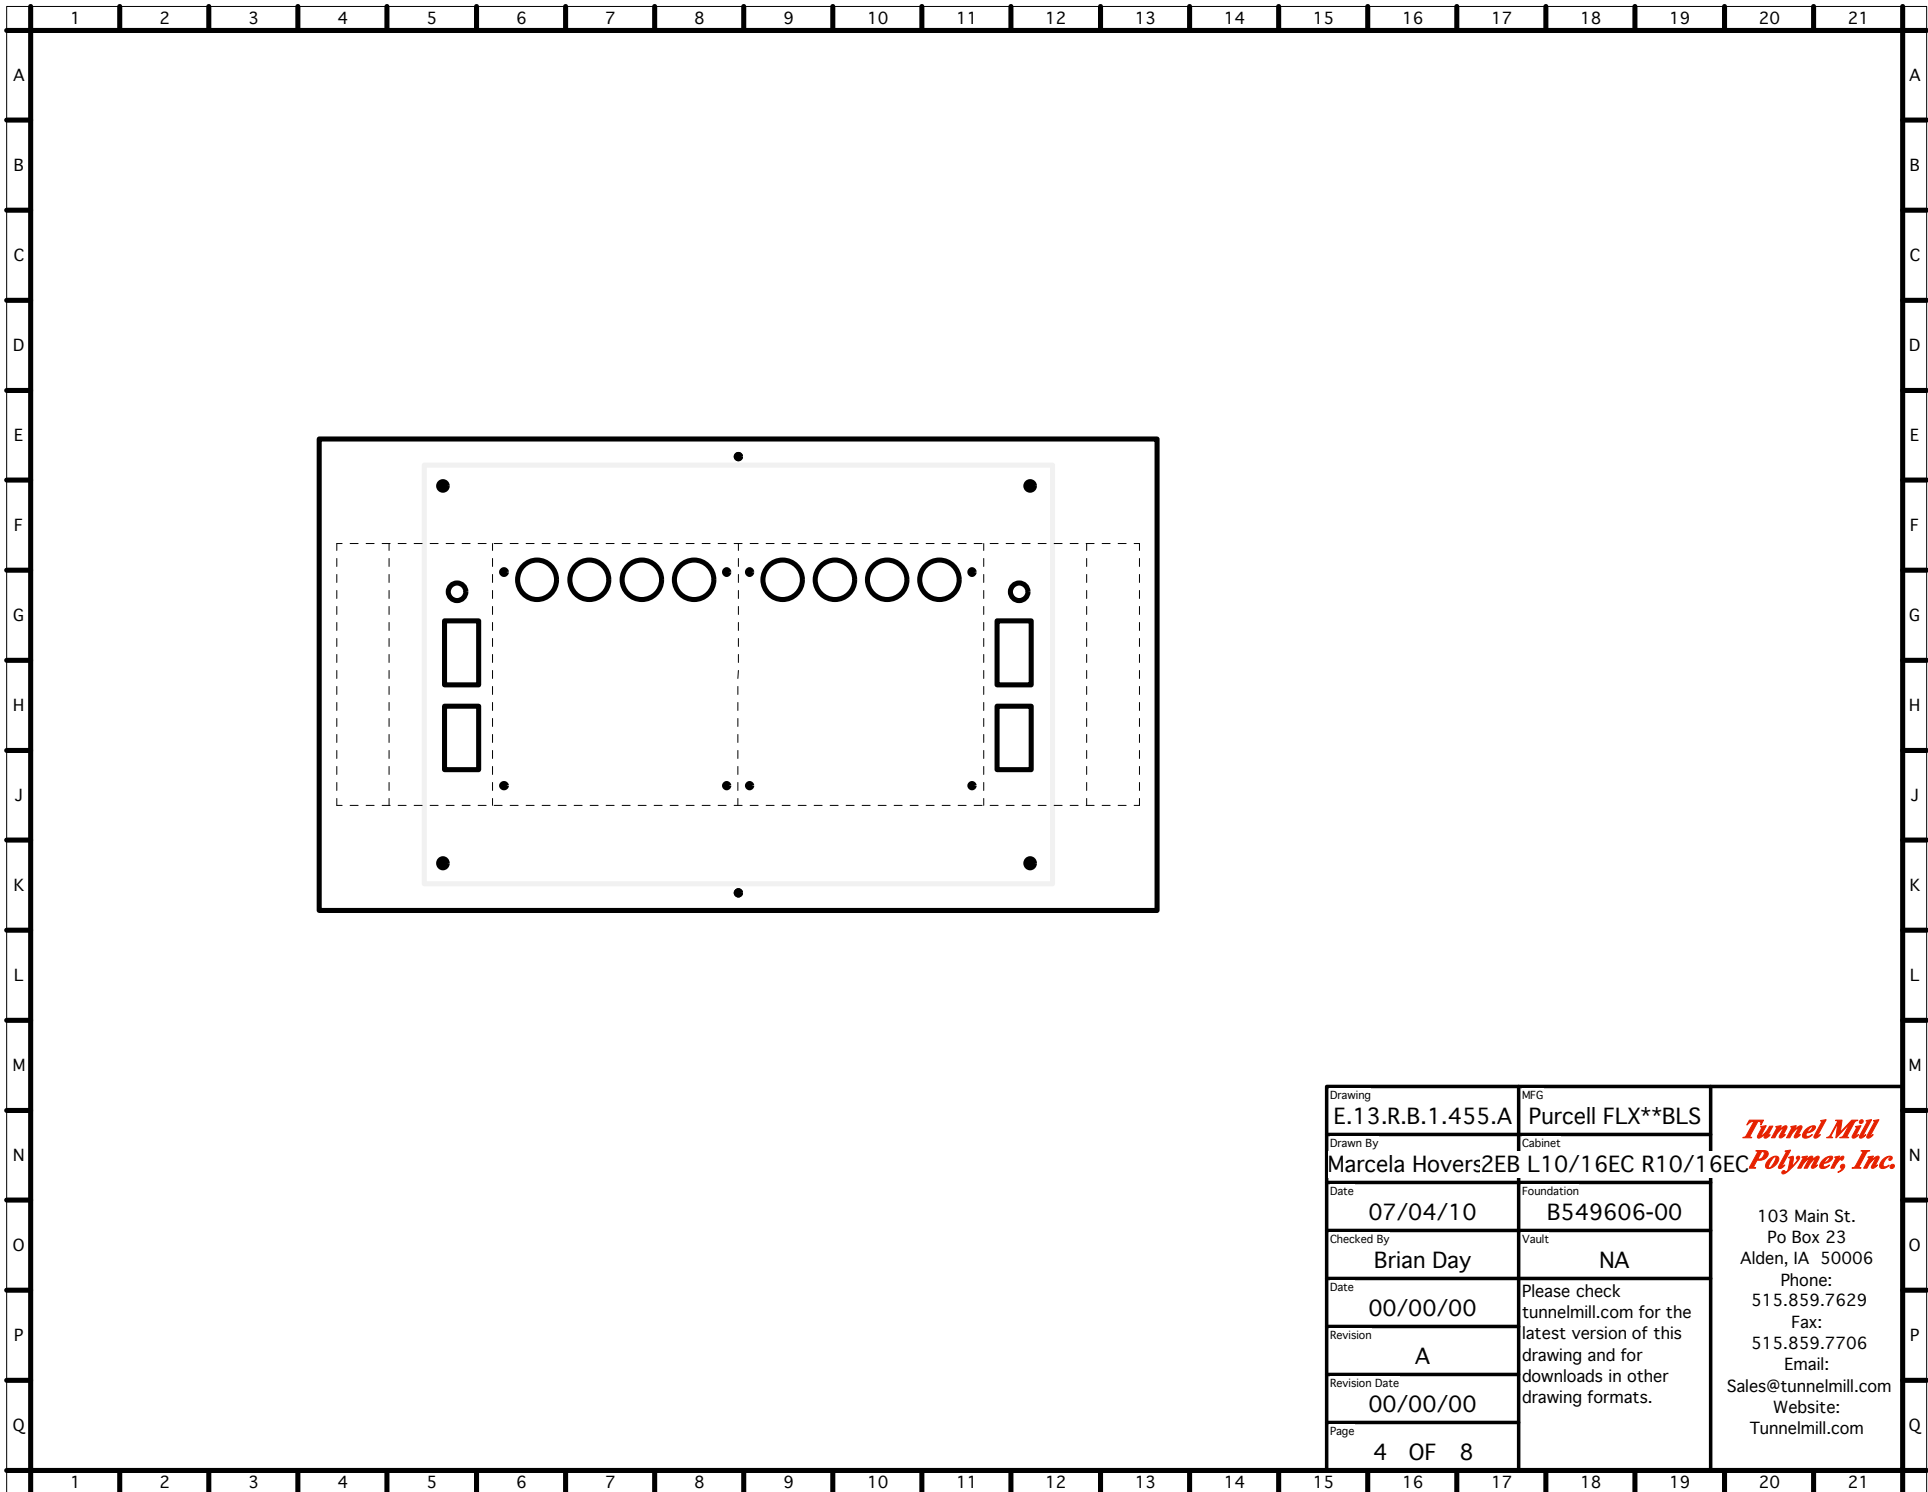 1 2 3 4 5 6 7 8 9 10 11 12 13 14 15 16 17 18 19 20 21
A A
B B
C C
D D
E E
F F
G G
H H
J J
K K
L L
M M
N N
O O
P P
Q Q
Drawing
E.13.R.B.1.455.A
MFG
Purcell FLX**BLS
Drawn By
Marcela Hovers
Cabinet
2EB L10/16EC R10/16EC
Date
07/04/10
Foundation
B549606-00
Checked By
Brian Day
Vault
NA
Date
00/00/00
Revision
A
Revision Date
00/00/00
Page
4 OF 8
Please check
tunnelmill.com for the
latest version of this
drawing and for
downloads in other
drawing formats.
Tunnel Mill
Polymer, Inc.
103 Main St.
Po Box 23
Alden, IA 50006
Phone:
515.859.7629
Fax:
515.859.7706
Email:
Sales@tunnelmill.com
Website:
Tunnelmill.com
1 2 3 4 5 6 7 8 9 10 11 12 13 14 15 16 17 18 19 20 21